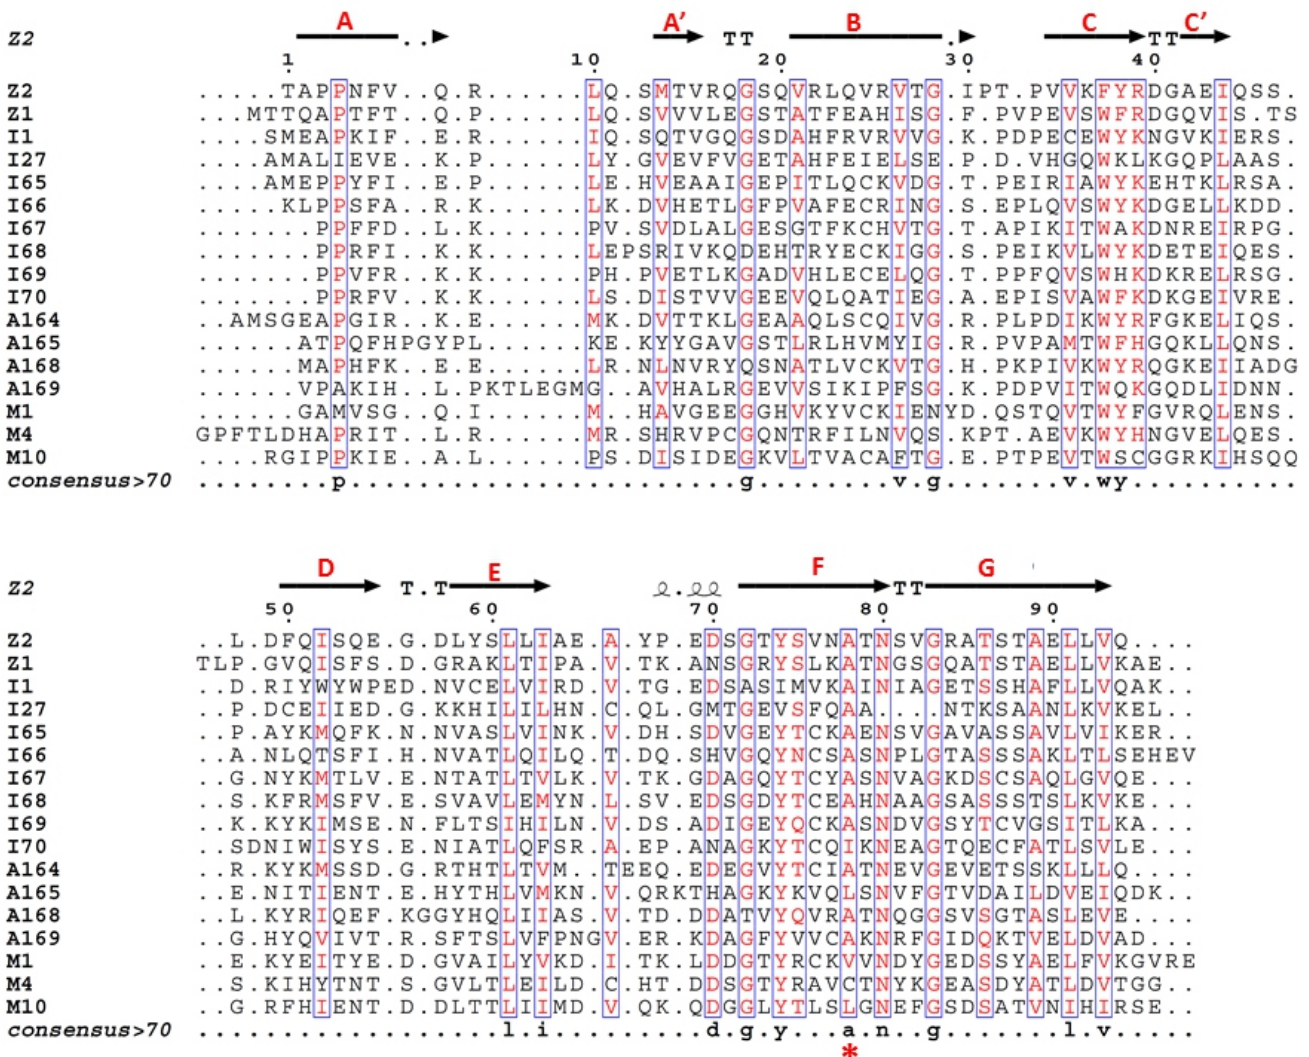 A A' B C C'
Z2 ..  TT . TT
1 10 20 30 40
Z2 .....TAPPNFV..Q.R......LQ.SMTVRQGSQVRLQVRVTG.IPT.PVVKFYRDGAEIQSS.
Z1 ...MTTQAPTFT..Q.P......LQ.SVVVLEGSTATFEAHISG.F.PVPEVSWFRDGQVIS.TS
I1 ....SMEAPKIF..E.R......IQ.SQTVGQGSDAHFRVRVVG.K.PDPECEWYKNGVKIERS.
I27 ....AMALIEVE..K.P......LY.GVEVFVGETAHFEIELSE.P.D.VHGQWKLKGQPLAAS.
I65 ....AMEPPYFI..E.P......LE.HVEAAIGEPITLQCKVDG.T.PEIRIAWYKEHTKLRSA.
I66 .....KLPPSFA..R.K......LK.DVHETLGFPVAFECRING.S.EPLQVSWYKDGELLKDD.
I67 .......PPFFD..L.K......PV.SVDLALGESGTFKCHVTG.T.APIKITWAKDNREIRPG.
I68 .......PPRFI..K.K......LEPSRIVKQDEHTRYECKIGG.S.PEIKVLWYKDETEIQES.
I69 .......PPVFR..K.K......PH.PVETLKGADVHLECELQG.T.PPFQVSWHKDKRELRSG.
I70 .......PPRFV..K.K......LS.DISTVVGEEVQLQATIEG.A.EPISVAWFKDKGEIVRE.
A164 ..AMSGEAPGIR..K.E......MK.DVTTKLGEAAQLSCQIVG.R.PLPDIKWYRFGKELIQS.
A165 ......ATPQFHPGYPL......KE.KYYGAVGSTLRLHVMYIG.R.PVPAMTWFHGQKLLQNS.
A168 ......MAPHFK..E.E......LR.NLNVRYQSNATLVCKVTG.H.PKPIVKWYRQGKEIIADG
A169 ......VPAKIH..L.PKTLEGMG..AVHALRGEVVSIKIPFSG.K.PDPVITWQKGQDLIDNN.
M1 ......GAMVSG..Q.I......M..HAVGEEGGHVKYVCKIENYD.QSTQVTWYFGVRQLENS.
M4 GPFTLDHAPRIT..L.R......MR.SHRVPCGQNTRFILNVQS.KPT.AEVKWYHNGVELQES.
M10 ....RGIPPKIE..A.L......PS.DISIDEGKVLTVACAFTG.E.PTPEVTWSCGGRKIHSQQ
consensus>70 ........p.......................g.........v.g........v.wy..........
D E F G
Z2 T.T TT
50 60 70 80 90
Z2 ..L.DFQISQE.G.DLYSLLIAE.A.YP.EDSGTYSVNATNSVGRATSTAELLVQ....
Z1 TLP.GVQISFS.D.GRAKLTIPA.V.TK.ANSGRYSLKATNGSGQATSTAELLVKAE..
I1 ..D.RIYWYWPED.NVCELVIRD.V.TG.EDSASIMVKAINIAGETSSHAFLLVQAK..
I27 ..P.DCEIIED.G.KKHILILHN.C.QL.GMTGEVSFQAA...NTKSAANLKVKEL..
I65 ..P.AYKMQFK.N.NVASLVINK.V.DH.SDVGEYTCKAENSVGAVASSAVLVIKER..
I66 ..A.NLQTSFI.H.NVATLQILQ.T.DQ.SHVGQYNCSASNPLGTASSSAKLTLSEHEV
I67 ..G.NYKMTLV.E.NTATLTVLK.V.TK.GDAGQYTCYASNVAGKDSCSAQLGVQE...
I68 ..S.KFRMSFV.E.SVAVLEMYN.L.SV.EDSGDYTCEAHNAAGSASSSTSLKVKE...
I69 ..K.KYKIMSE.N.FLTSIHILN.V.DS.ADIGEYQCKASNDVGSYTCVGSITLKA...
I70 ..SDNIWISYS.E.NIATLQFSR.A.EP.ANAGKYTCQIKNEAGTQECFATLSVLE...
A164 ..R.KYKMSSD.G.RTHTLTVM..TEEQ.EDEGVYTCIATNEVGEVETSSKLLLQ....
A165 ..E.NITIENT.E.HYTHLVMKN.V.QRKTHAGKYKVQLSNVFGTVDAILDVEIQDK..
A168 ..L.KYRIQEF.KGGYHQLIIAS.V.TD.DDATVYQVRATNQGGSVSGTASLEVE....
A169 ..G.HYQVIVT.R.SFTSLVFPNGV.ER.KDAGFYVVCAKNRFGIDQKTVELDVAD...
M1 ..E.KYEITYE.D.GVAILYVKD.I.TK.LDDGTYRCKVVNDYGEDSSYAELFVKGVRE
M4 ..S.KIHYTNT.S.GVLTLEILD.C.HT.DDSGTYRAVCTNYKGEASDYATLDVTG...
M10 ..G.RFHIENT.D.DLTTLIIMD.V.QK.QDGGLYTLSLGNEFGSDSATVNIHIRSE..
consensus>70 ..................l.i.........d.g.y...a.n..g.......l.v.....
*